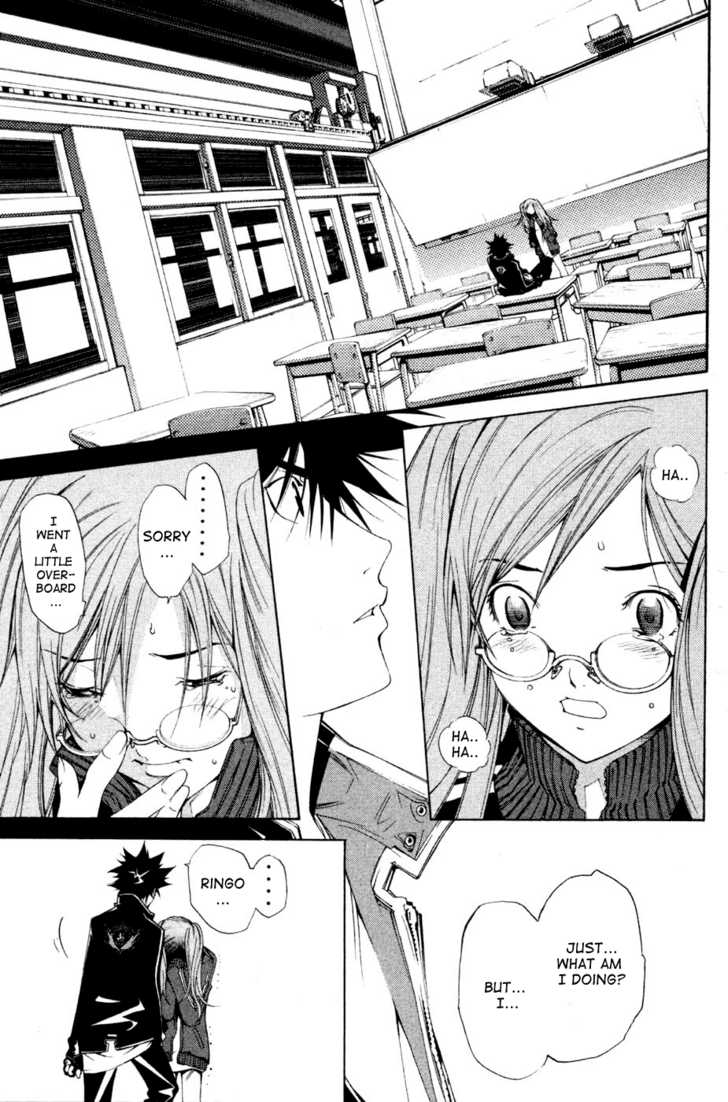 HA..
HA..
HA..
. . . . .
SORRY
...
I
WENT
A
LITTLE
OVER-
BOARD
...
JUST...
WHAT AM
I DOING?
BUT...
I...
. . . .
RINGO
...